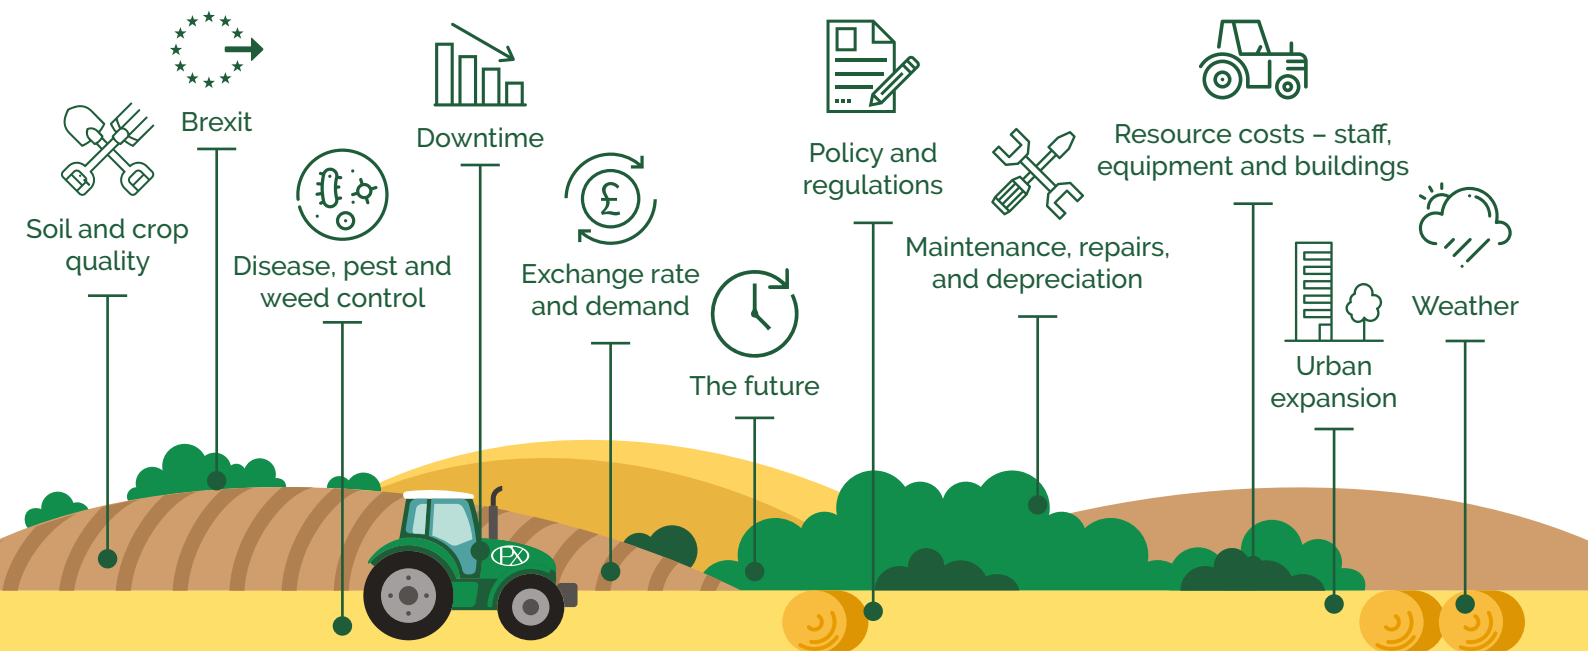 Brexit
Soil and crop
quality
Disease, pest and
weed control
Downtime
Exchange rate
and demand
£
The future
Policy and
regulations
Maintenance, repairs,
and depreciation
Resource costs – staff,
equipment and buildings
Urban
expansion
Weather
PX